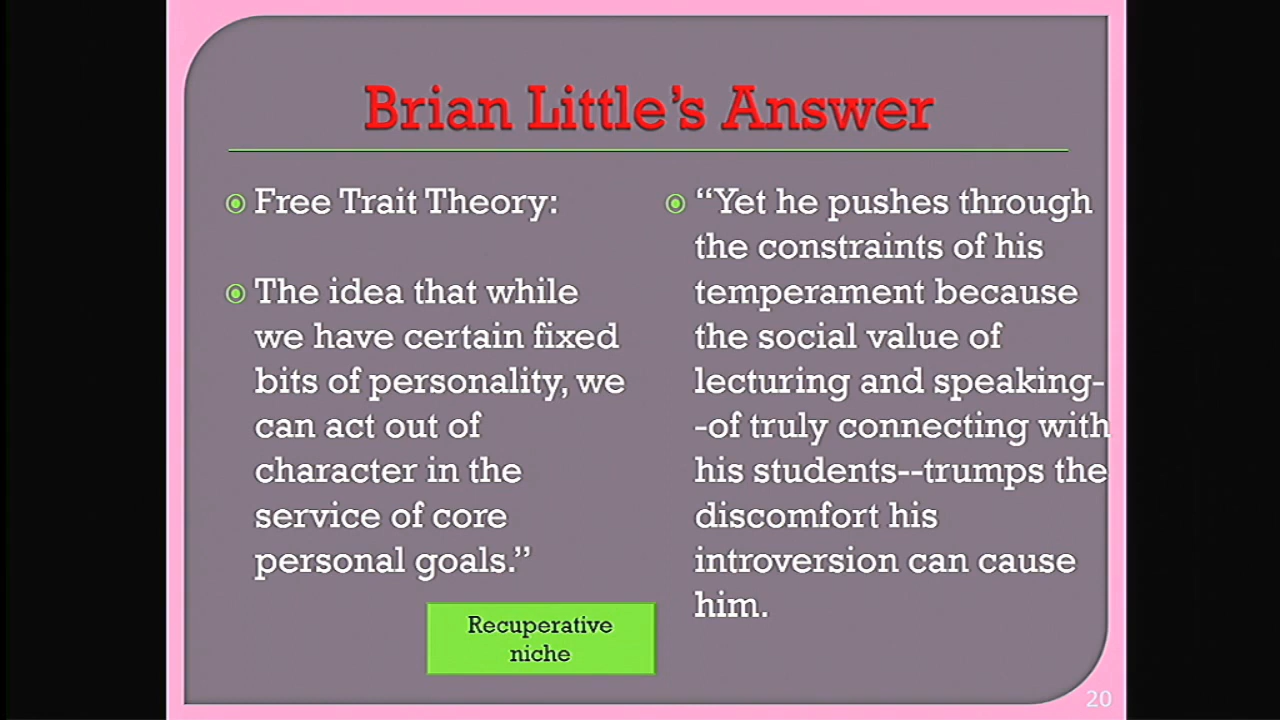 Brian Little’s Answer
Free Trait Theory:
The idea that while
we have certain fixed
bits of personality, we
can act out of
character in the
service of core
personal goals.”
“Yet he pushes through
the constraints of his
temperament because
the social value of
lecturing and speaking-
-of truly connecting with
his students--trumps the
discomfort his
introversion can cause
him.
Recuperative
niche
20